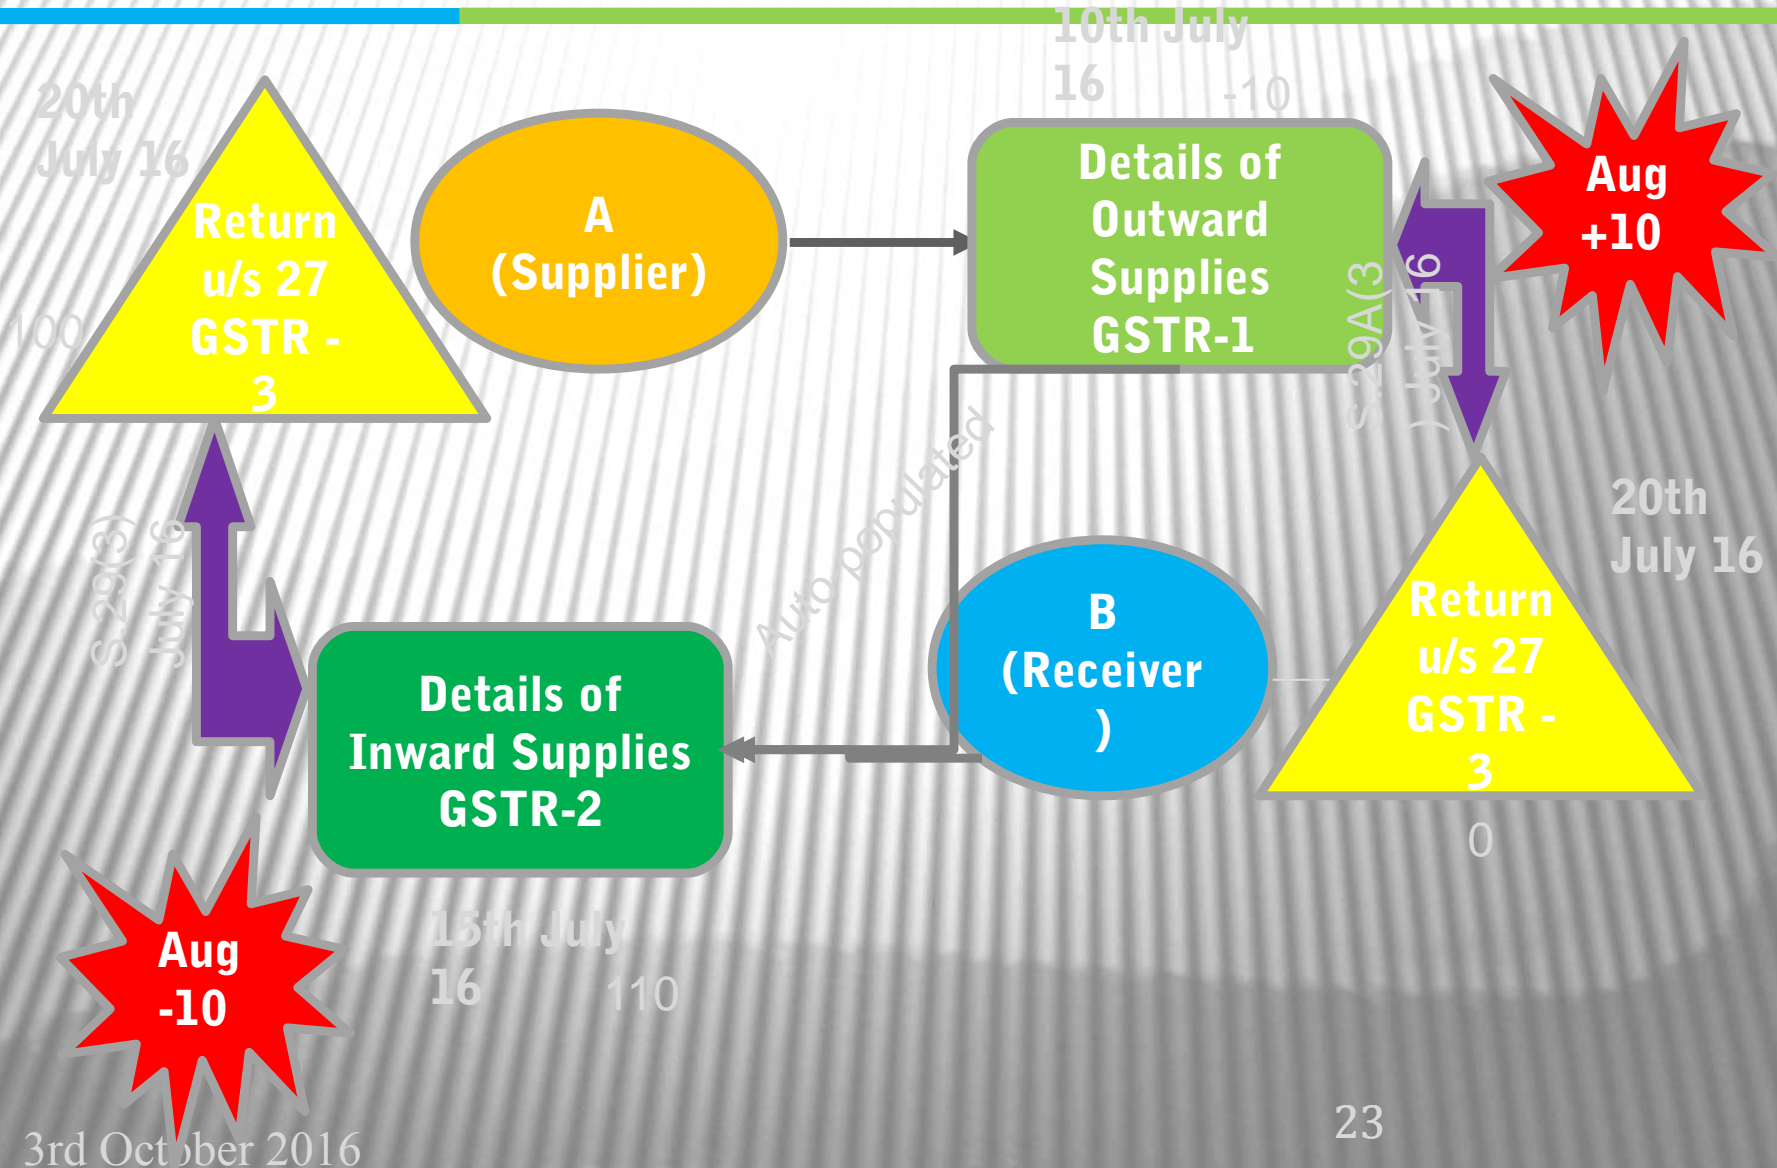 10th July
16
-10
20th
July 16
Return
u/s 27
GSTR -
3
100
A
(Supplier)
Details of
Outward
Supplies
GSTR-1
Aug
+10
S.29A(3
) July 16
Auto-populated
S.29(3)
July 16
Details of
Inward Supplies
GSTR-2
B
(Receiver
)
20th
July 16
Return
u/s 27
GSTR -
3
0
Aug
-10
15th July
16
110
3rd October 2016
23